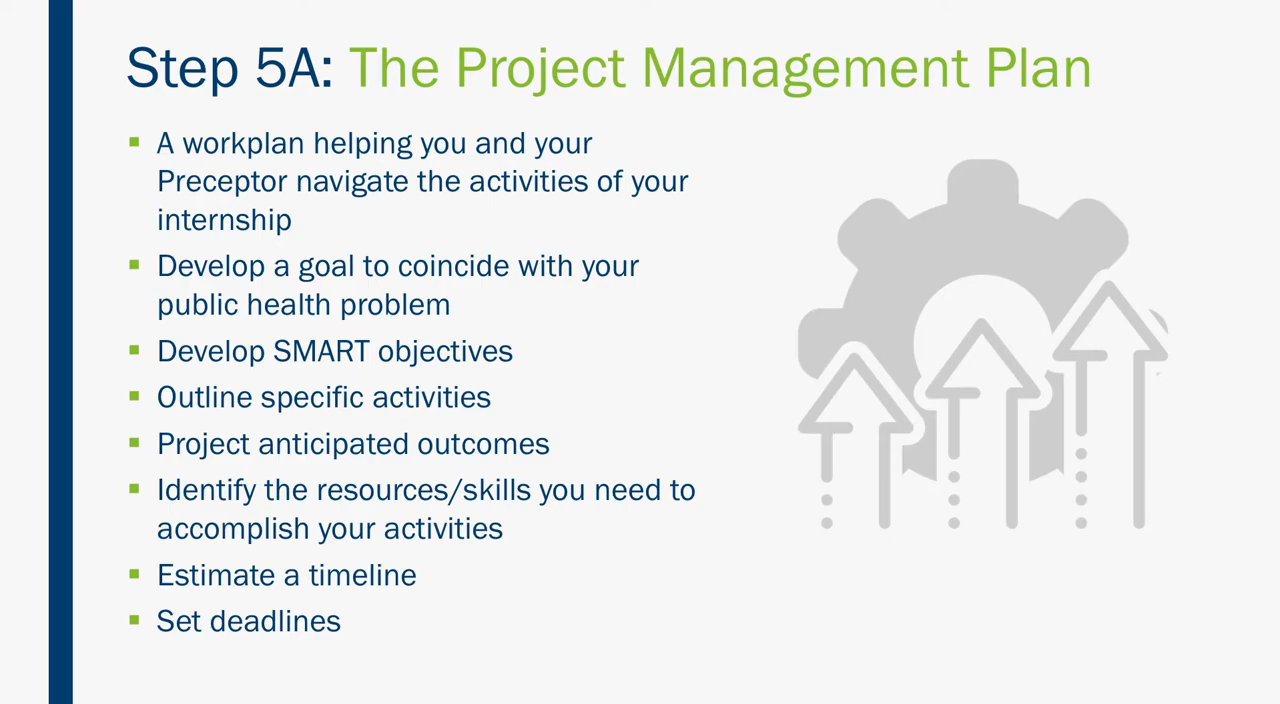 Step 5A: The Project Management Plan
▪ A workplan helping you and your
Preceptor navigate the activities of your
internship
▪ Develop a goal to coincide with your
public health problem
▪ Develop SMART objectives
▪ Outline specific activities
▪ Project anticipated outcomes
▪ Identify the resources/skills you need to
accomplish your activities
▪ Estimate a timeline
▪ Set deadlines